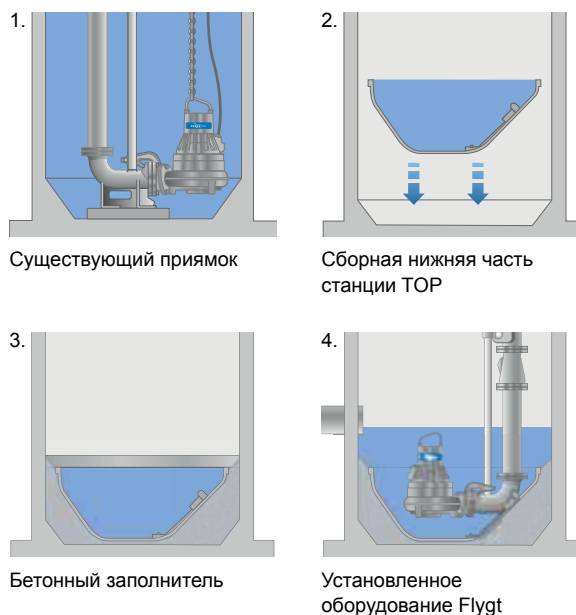 1.
Существующий приямок
2.
Сборная нижняя часть
станции TOP
3.
Бетонный заполнитель
4.
Установленное
оборудование Flygt